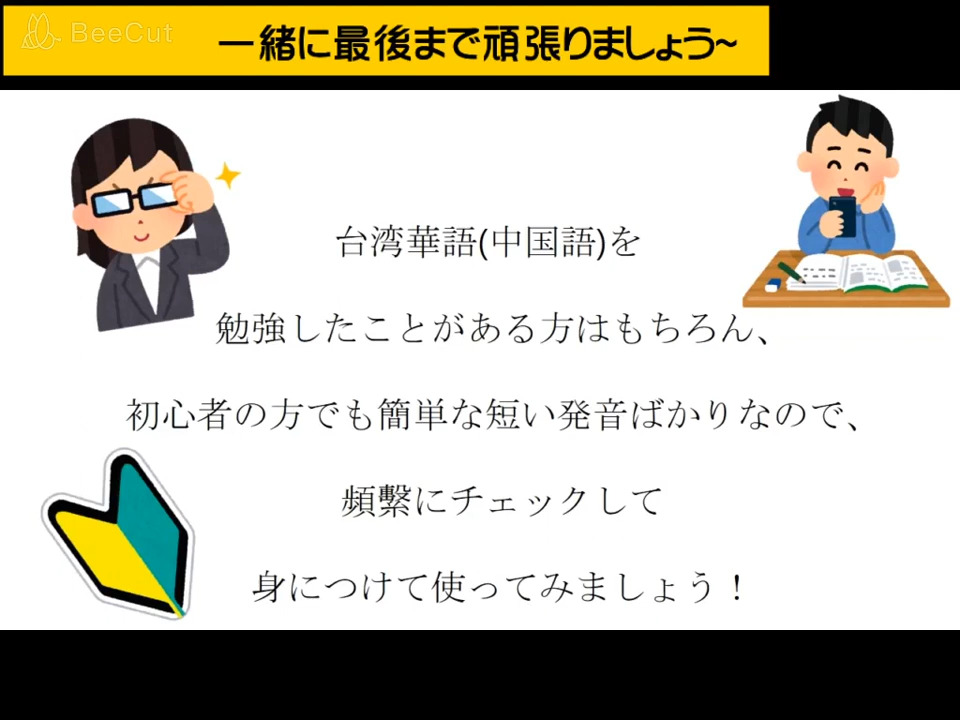 BeeCut
一緒に最後まで頑張りましょう~
台湾華語(中国語)を
勉強したことがある方はもちろん、
初心者の方でも簡単な短い発音ばかりなので、
頻繫にチェックして
身につけて使ってみましょう！